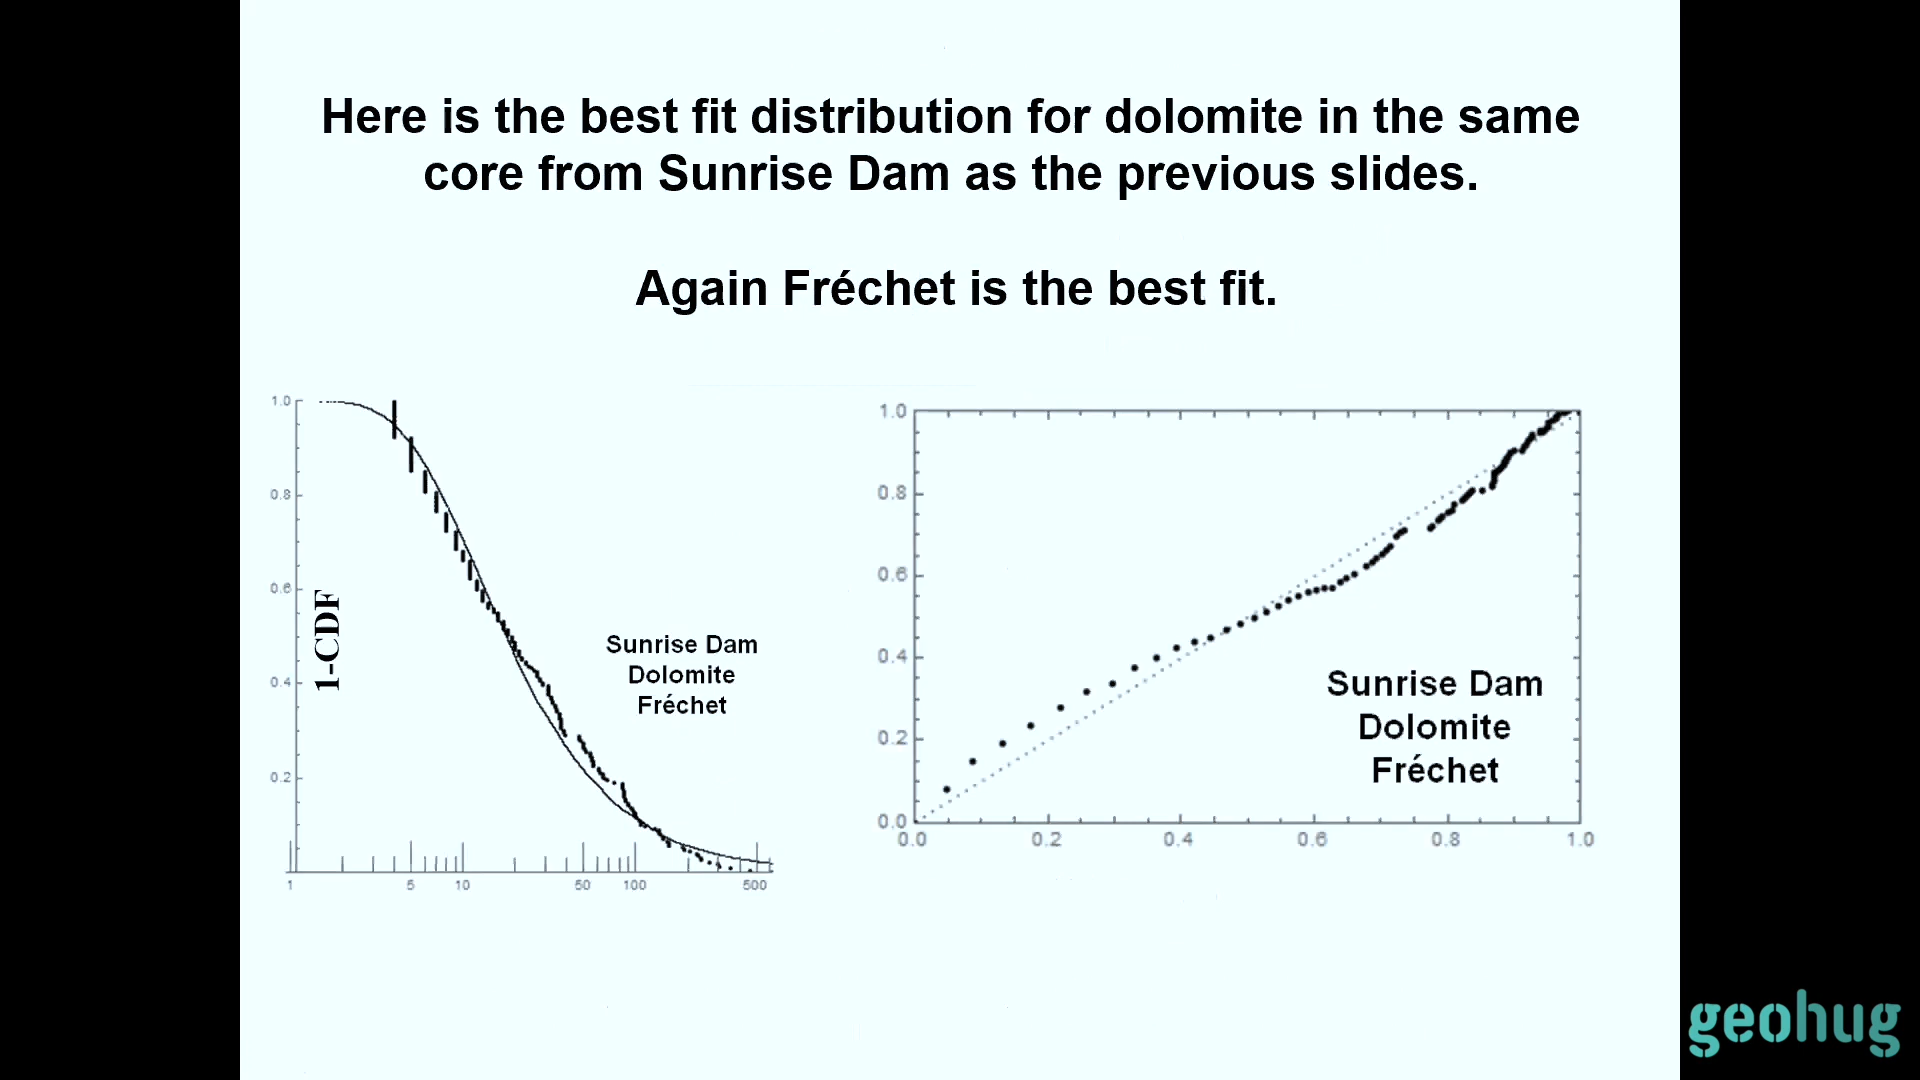 Here is the best fit distribution for dolomite in the same
core from Sunrise Dam as the previous slides.
Again Fréchet is the best fit.
1.0
0.8
0.6
0.4
0.2
1-CDF
Sunrise Dam
Dolomite
Fréchet
1 5 10 50 100 500
1.0
0.8
0.6
0.4
0.2
0.0
Sunrise Dam
Dolomite
Fréchet
0.0 0.2 0.4 0.6 0.8 1.0
geohug